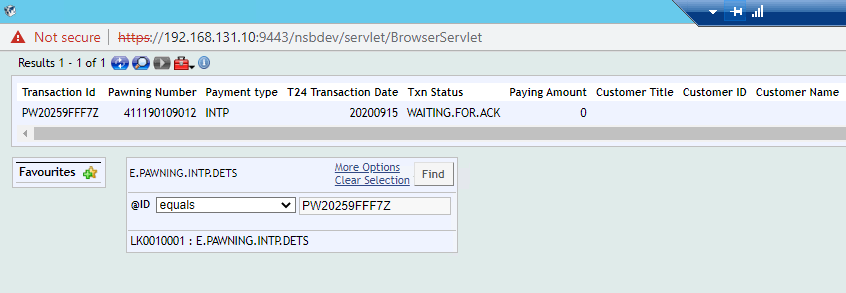 Not secure https://192.168.131.10:9443/nsbdev/servlet/BrowserServlet
Results 1 - 1 of 1
Transaction Id Pawning Number Payment type T24 Transaction Date Txn Status Paying Amount Customer Title Customer ID Customer Name
PW20259FFF7Z 411190109012 INTP 20200915 WAITING.FOR.ACK 0
Favourites
E.PAWNING.INTP.DETS More Options Find
Clear Selection
@ID equals PW20259FFF7Z
LK0010001 : E.PAWNING.INTP.DETS